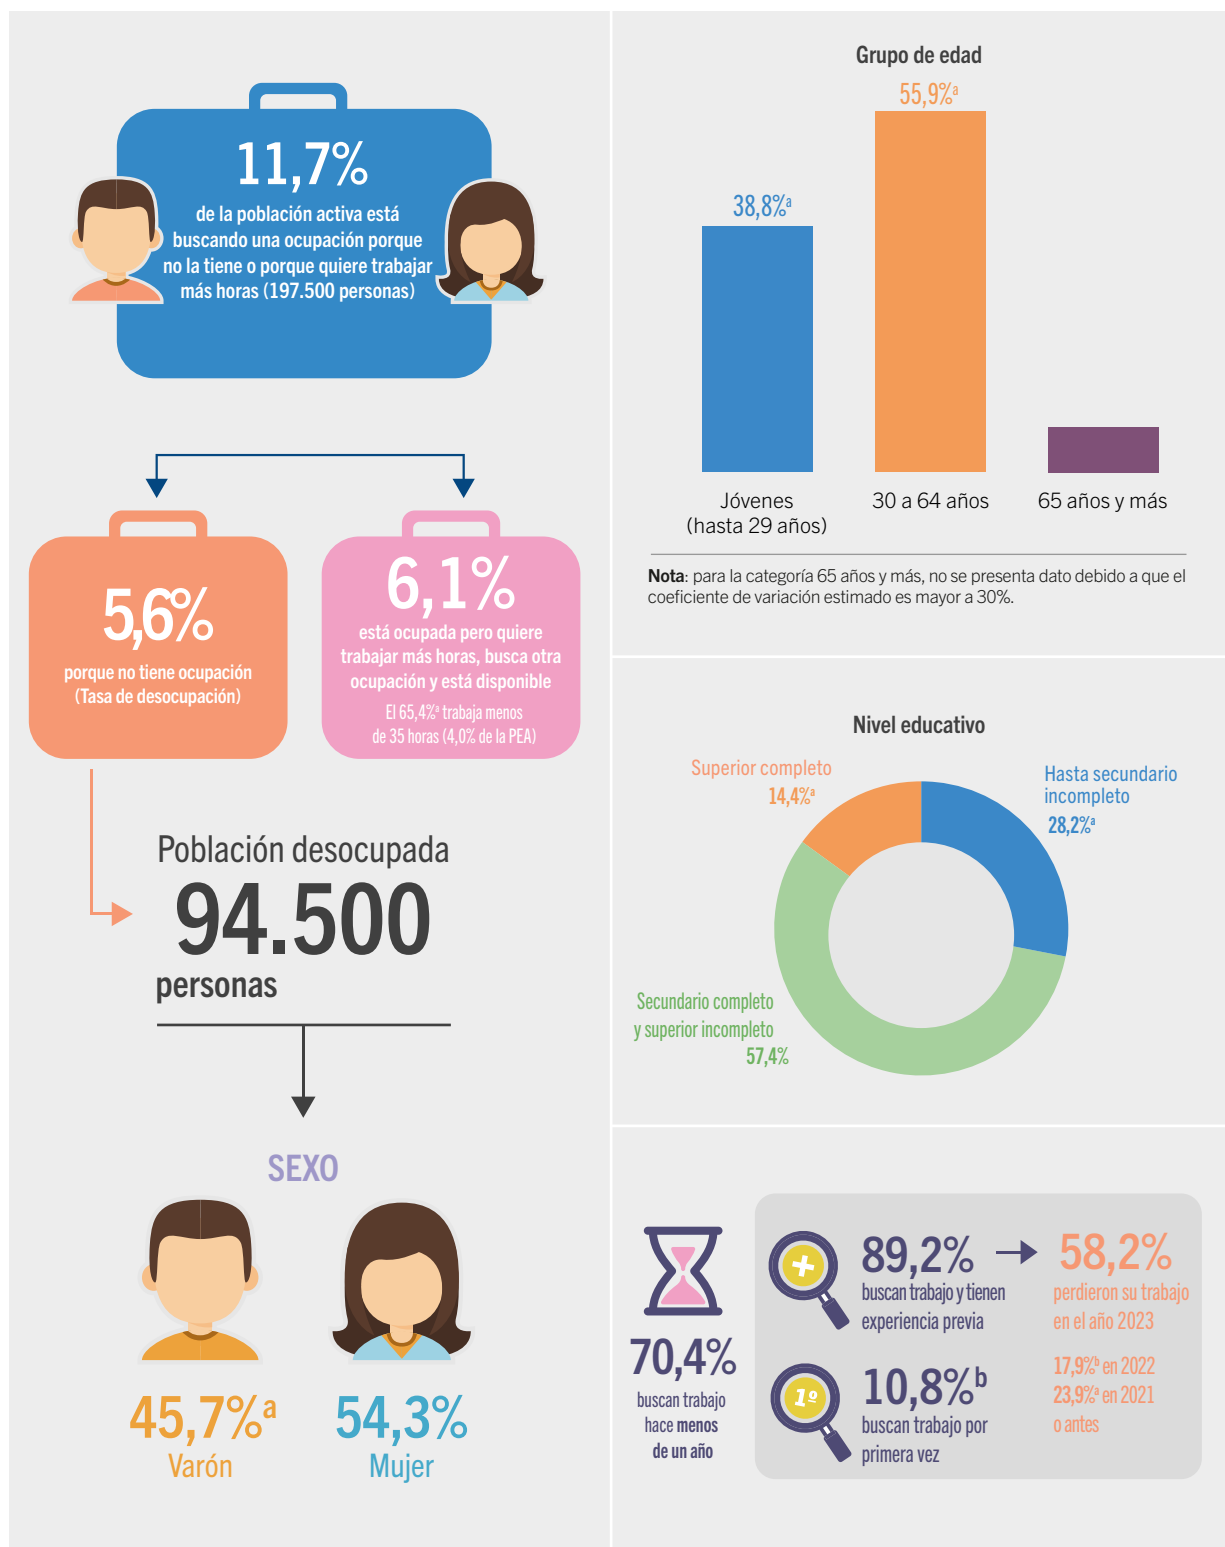 11,7%
de la población activa está
buscando una ocupación porque
no la tiene o porque quiere trabajar
más horas (197.500 personas)
5,6%
porque no tiene ocupación
(Tasa de desocupación)
6,1%
está ocupada pero quiere
trabajar más horas, busca otra
ocupación y está disponible
El 65,4%ª trabaja menos
de 35 horas (4,0% de la PEA)
Población desocupada
94.500
personas
SEXO
45,7%ª
Varón
54,3%
Mujer
Grupo de edad
55,9%ª
38,8%ª
Jóvenes
(hasta 29 años)
30 a 64 años
65 años y más
Nota: para la categoría 65 años y más, no se presenta dato debido a que el
coeficiente de variación estimado es mayor a 30%.
Nivel educativo
Superior completo
14,4%ª
Hasta secundario
incompleto
28,2%ª
Secundario completo
y superior incompleto
57,4%
70,4%
buscan trabajo
hace menos
de un año
89,2%
buscan trabajo y tienen
experiencia previa
58,2%
perdieron su trabajo
en el año 2023
17,9%ᵇ en 2022
23,9%ª en 2021
o antes
1º
10,8%ᵇ
buscan trabajo por
primera vez